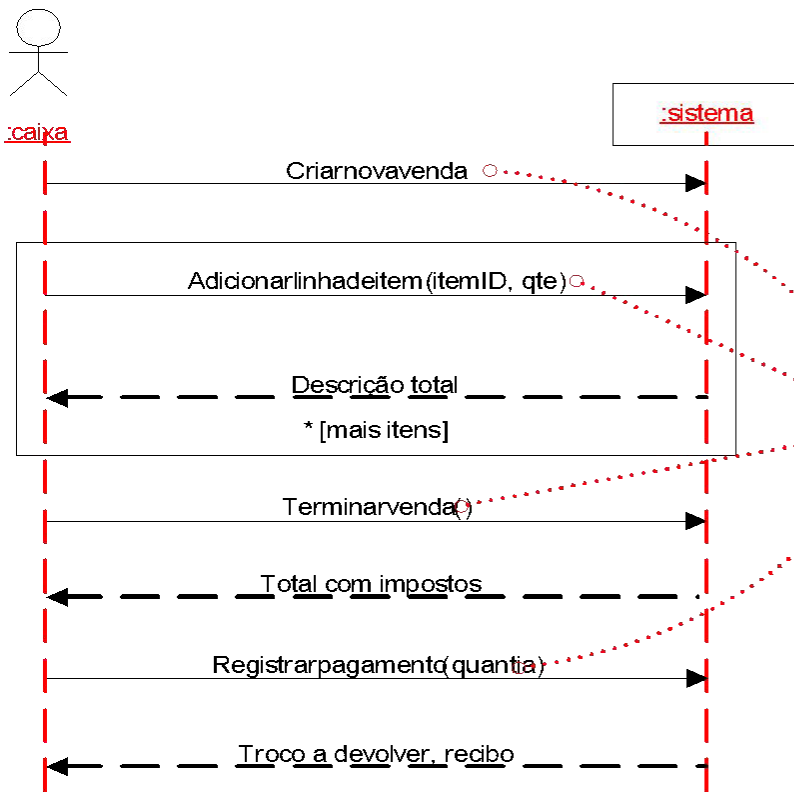 :caixa
:sistema
Criarnovavenda
Adicionarlinhadeitem(itemID, qte)
Descrição total
* [mais itens]
Terminarvenda()
Total com impostos
Registrarpagamento(quantia)
Troco a devolver, recibo